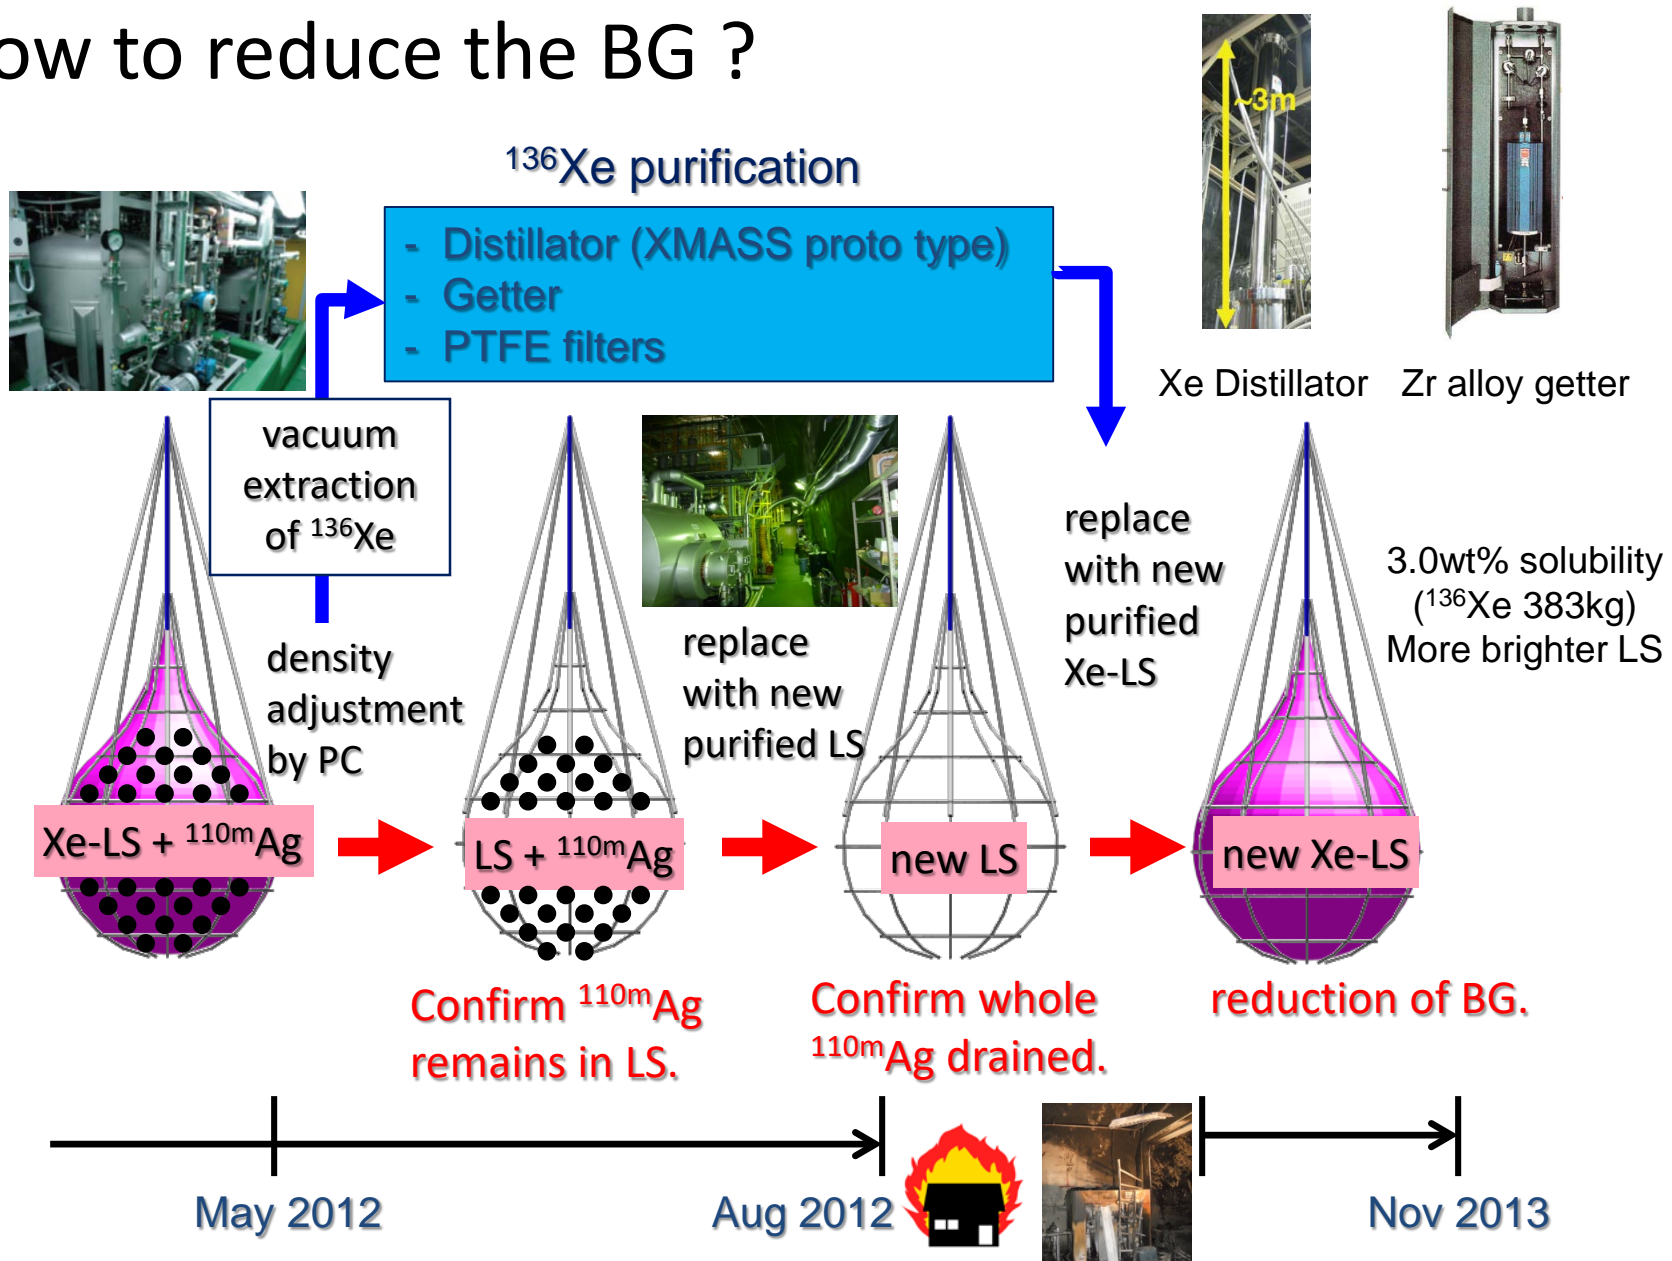 ow to reduce the BG ?
~3m
¹³⁶Xe purification
- Distillator (XMASS proto type)
- Getter
- PTFE filters
Xe Distillator
Zr alloy getter
vacuum
extraction
of ¹³⁶Xe
density
adjustment
by PC
replace
with new
purified LS
replace
with new
purified
Xe-LS
3.0wt% solubility
(¹³⁶Xe 383kg)
More brighter LS
Xe-LS + ¹¹⁰ᵐAg
LS + ¹¹⁰ᵐAg
new LS
new Xe-LS
Confirm ¹¹⁰ᵐAg
remains in LS.
Confirm whole
¹¹⁰ᵐAg drained.
reduction of BG.
May 2012
Aug 2012
Nov 2013